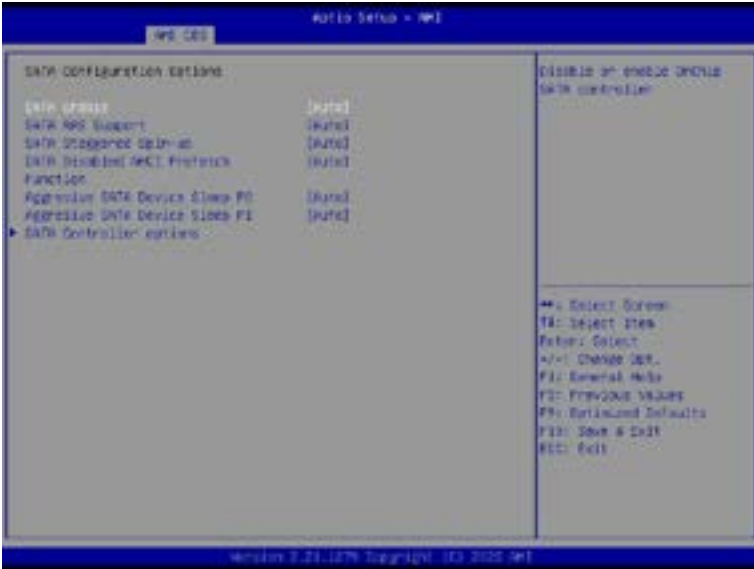 Aptio Setup - AMI
AMD CBS
SATA Configuration Options
SATA Enable [Auto]
SATA RAS Support [Auto]
SATA Staggered Spin-up [Auto]
SATA Disabled AHCI Prefetch [Auto]
Function
Aggressive SATA Device Sleep P0 [Auto]
Aggressive SATA Device Sleep P1 [Auto]
SATA Controller options
Disable or enable OnChip
SATA controller
: Select Screen
: Select Item
Enter: Select
+/-: Change Opt.
F1: General Help
F2: Previous Values
F9: Optimized Defaults
F10: Save & Exit
ESC: Exit
Version Copyright (C) AMI